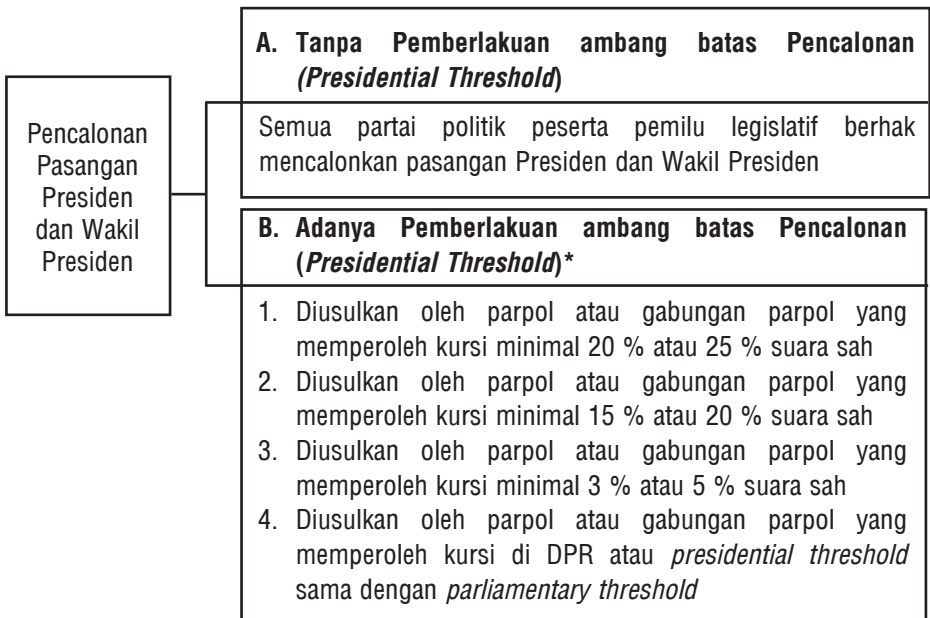 Pencalonan
Pasangan
Presiden
dan Wakil
Presiden
A. Tanpa Pemberlakuan ambang batas Pencalonan
(Presidential Threshold)
Semua partai politik peserta pemilu legislatif berhak
mencalonkan pasangan Presiden dan Wakil Presiden
B. Adanya Pemberlakuan ambang batas Pencalonan
(Presidential Threshold)*
1. Diusulkan oleh parpol atau gabungan parpol yang
memperoleh kursi minimal 20 % atau 25 % suara sah
2. Diusulkan oleh parpol atau gabungan parpol yang
memperoleh kursi minimal 15 % atau 20 % suara sah
3. Diusulkan oleh parpol atau gabungan parpol yang
memperoleh kursi minimal 3 % atau 5 % suara sah
4. Diusulkan oleh parpol atau gabungan parpol yang
memperoleh kursi di DPR atau presidential threshold
sama dengan parliamentary threshold